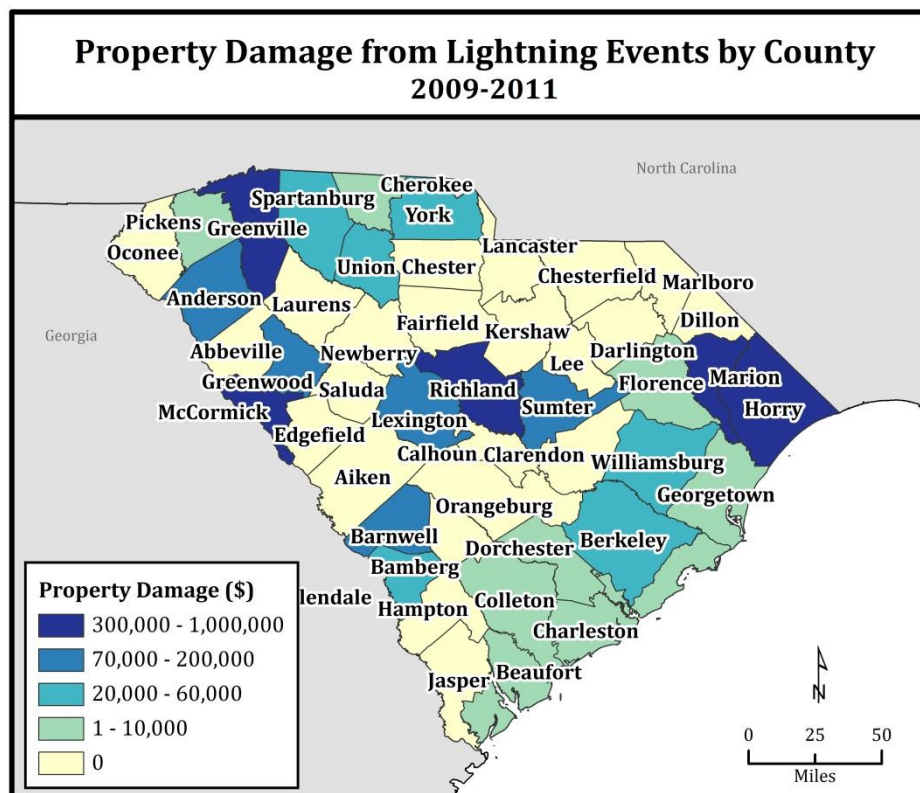 Property Damage from Lightning Events by County
2009-2011
North Carolina
Cherokee
Spartanburg
York
Pickens
Greenville
Oconee
Lancaster
Union
Chester
Chesterfield
Marlboro
Anderson
Laurens
Dillon
Georgia
Fairfield
Kershaw
Abbeville
Newberry
Lee
Darlington
Greenwood
Saluda
Richland
Florence
Marion
McCormick
Lexington
Sumter
Horry
Edgefield
Calhoun
Clarendon
Williamsburg
Aiken
Georgetown
Orangeburg
Barnwell
Dorchester
Berkeley
Bamberg
lendale
Hampton
Colleton
Charleston
Jasper
Beaufort
Property Damage ($)
300,000 - 1,000,000
70,000 - 200,000
20,000 - 60,000
1 - 10,000
0
N
0 25 50
Miles